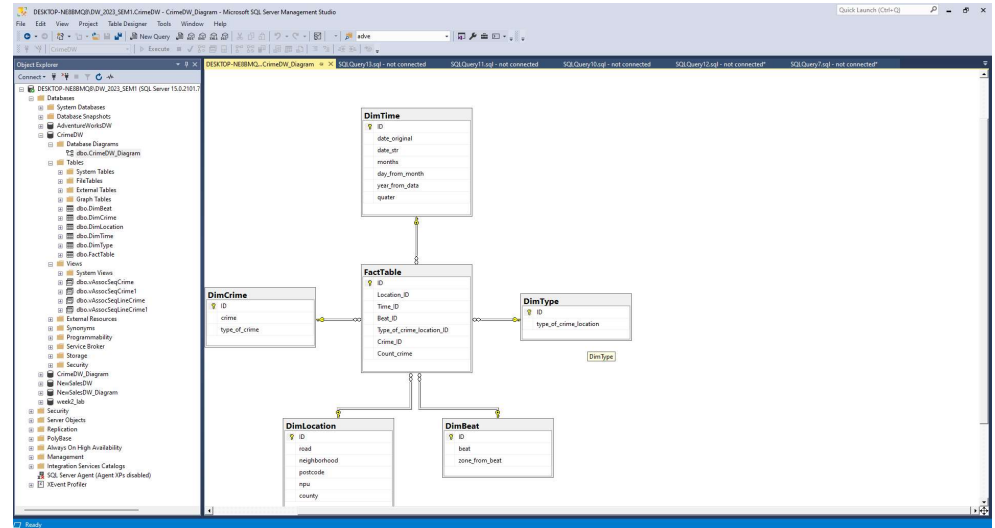 DESKTOP-NE8BMQ8\DW_2023_SEM1.CrimeDW - CrimeDW_Diagram - Microsoft SQL Server Management Studio
Quick Launch (Ctrl+Q)
File Edit View Project Table Designer Tools Window Help
New Query
adve
CrimeDW
Execute
Object Explorer
DESKTOP-NE8BMQ...CrimeDW_Diagram
SQLQuery13.sql - not connected
SQLQuery11.sql - not connected
SQLQuery10.sql - not connected
SQLQuery12.sql - not connected*
SQLQuery7.sql - not connected*
Connect
DESKTOP-NE8BMQ8\DW_2023_SEM1 (SQL Server 15.0.2101.7
Databases
System Databases
Database Snapshots
AdventureWorksDW
CrimeDW
Database Diagrams
dbo.CrimeDW_Diagram
Tables
System Tables
FileTables
External Tables
Graph Tables
dbo.DimBeat
dbo.DimCrime
dbo.DimLocation
dbo.DimTime
dbo.DimType
dbo.FactTable
Views
System Views
dbo.vAssocSeqCrime
dbo.vAssocSeqCrime1
dbo.vAssocSeqLineCrime
dbo.vAssocSeqLineCrime1
External Resources
Synonyms
Programmability
Service Broker
Storage
Security
CrimeDW_Diagram
NewSalesDW
NewSalesDW_Diagram
week2_lab
Security
Server Objects
Replication
PolyBase
Always On High Availability
Management
Integration Services Catalogs
SQL Server Agent (Agent XPs disabled)
XEvent Profiler
DimTime
ID
date_original
date_str
months
day_from_month
year_from_data
quater
FactTable
ID
Location_ID
Time_ID
Beat_ID
Type_of_crime_location_ID
Crime_ID
Count_crime
DimCrime
ID
crime
type_of_crime
DimType
ID
type_of_crime_location
DimType
DimLocation
ID
road
neighborhood
postcode
npu
county
DimBeat
ID
beat
zone_from_beat
Ready